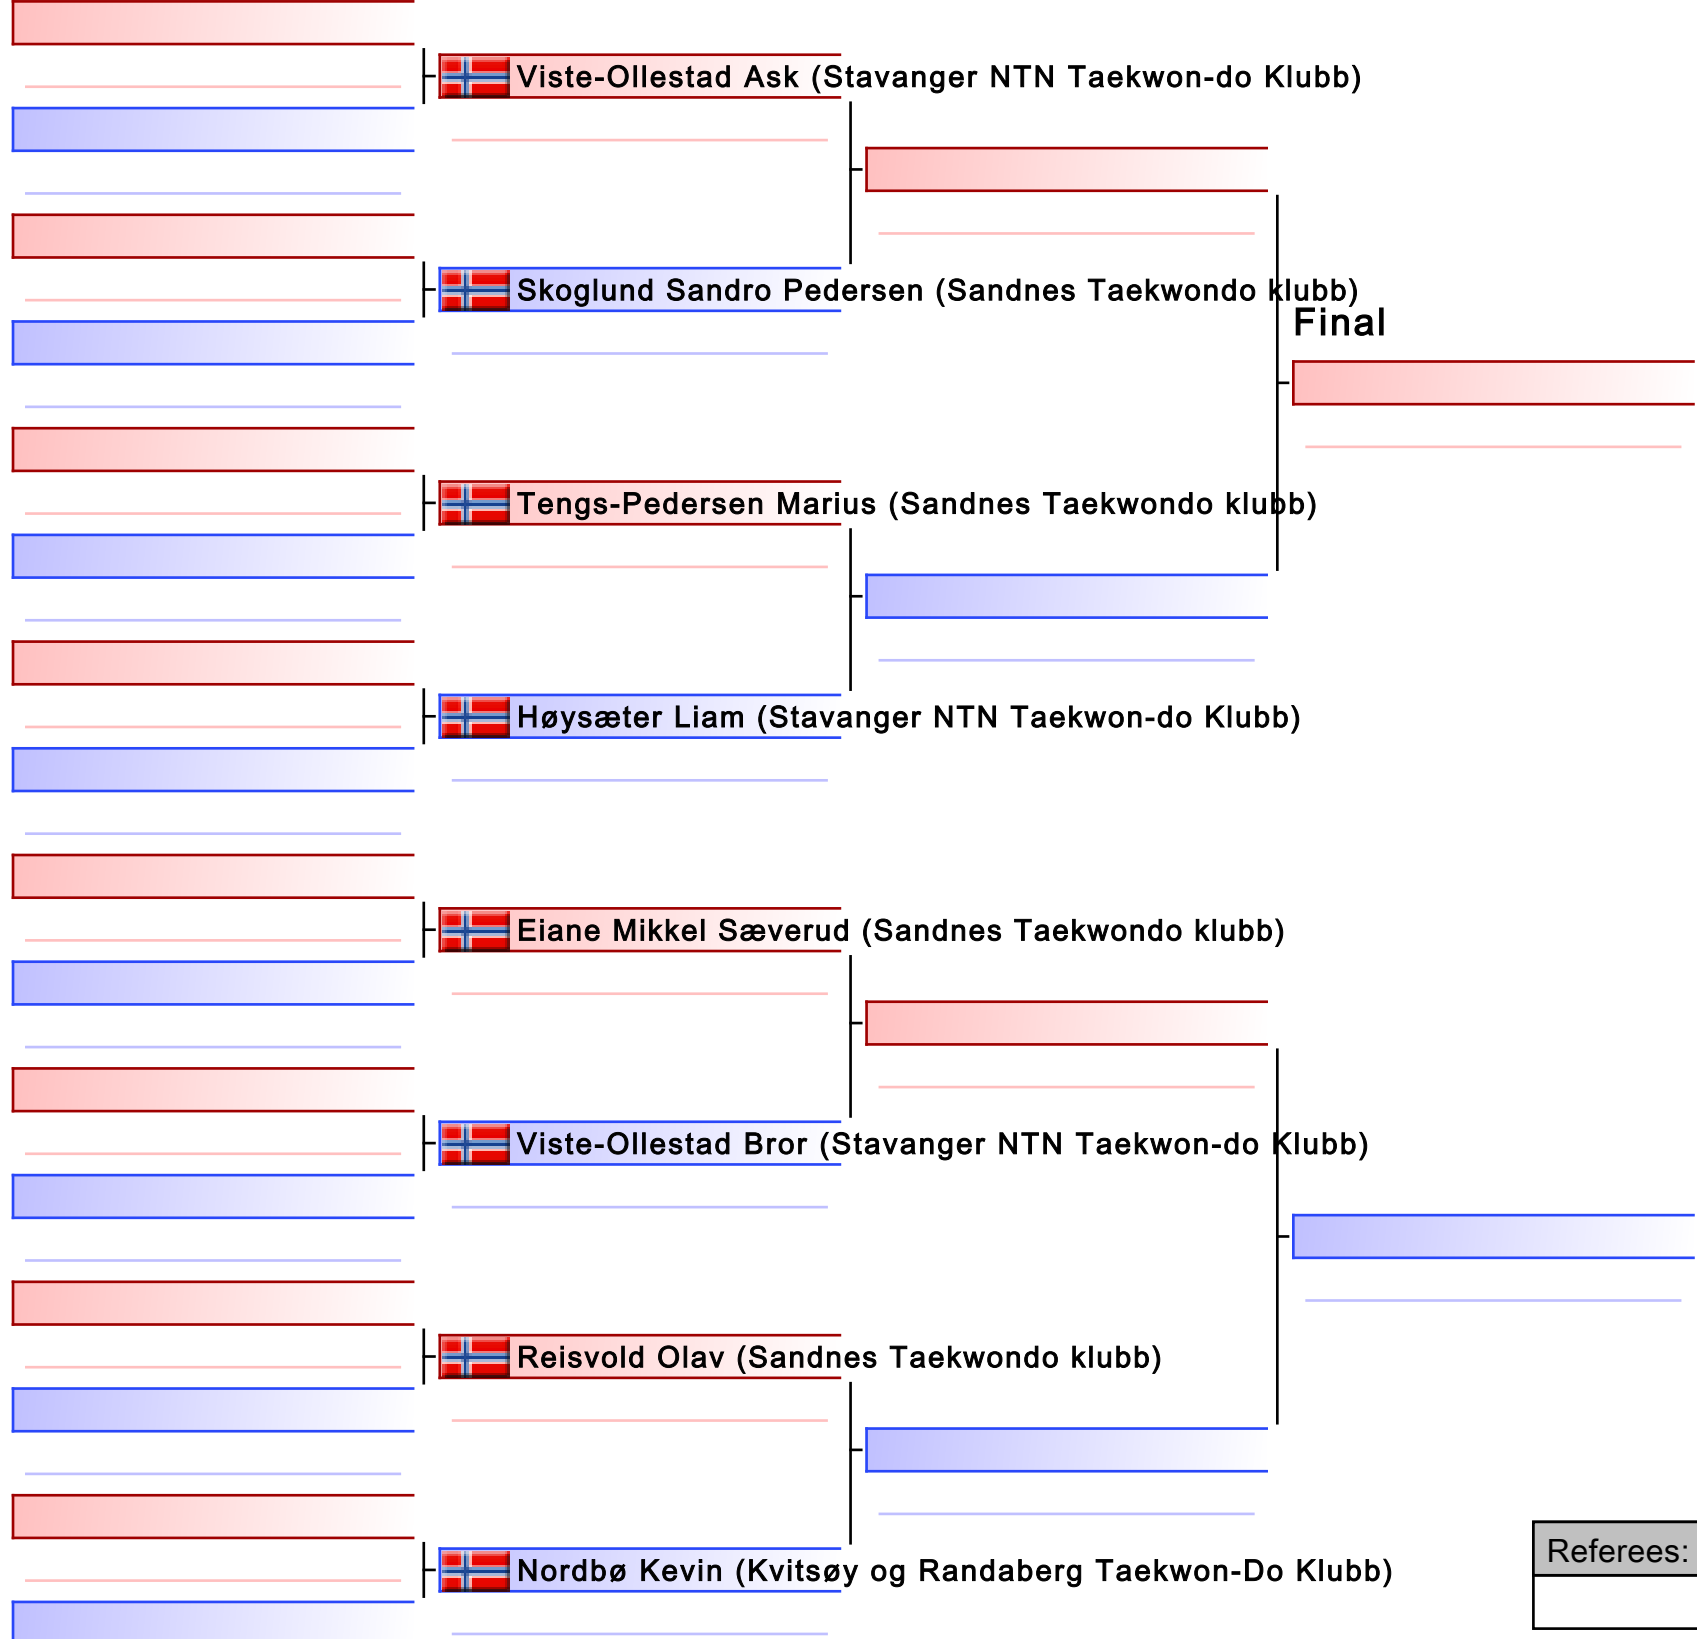 Viste-Ollestad Ask (Stavanger NTN Taekwon-do Klubb)
Skoglund Sandro Pedersen (Sandnes Taekwondo klubb)
Final
Tengs-Pedersen Marius (Sandnes Taekwondo klubb)
Høysæter Liam (Stavanger NTN Taekwon-do Klubb)
Eiane Mikkel Sæverud (Sandnes Taekwondo klubb)
Viste-Ollestad Bror (Stavanger NTN Taekwon-do Klubb)
Reisvold Olav (Sandnes Taekwondo klubb)
Referees:
Nordbø Kevin (Kvitsøy og Randaberg Taekwon-Do Klubb)